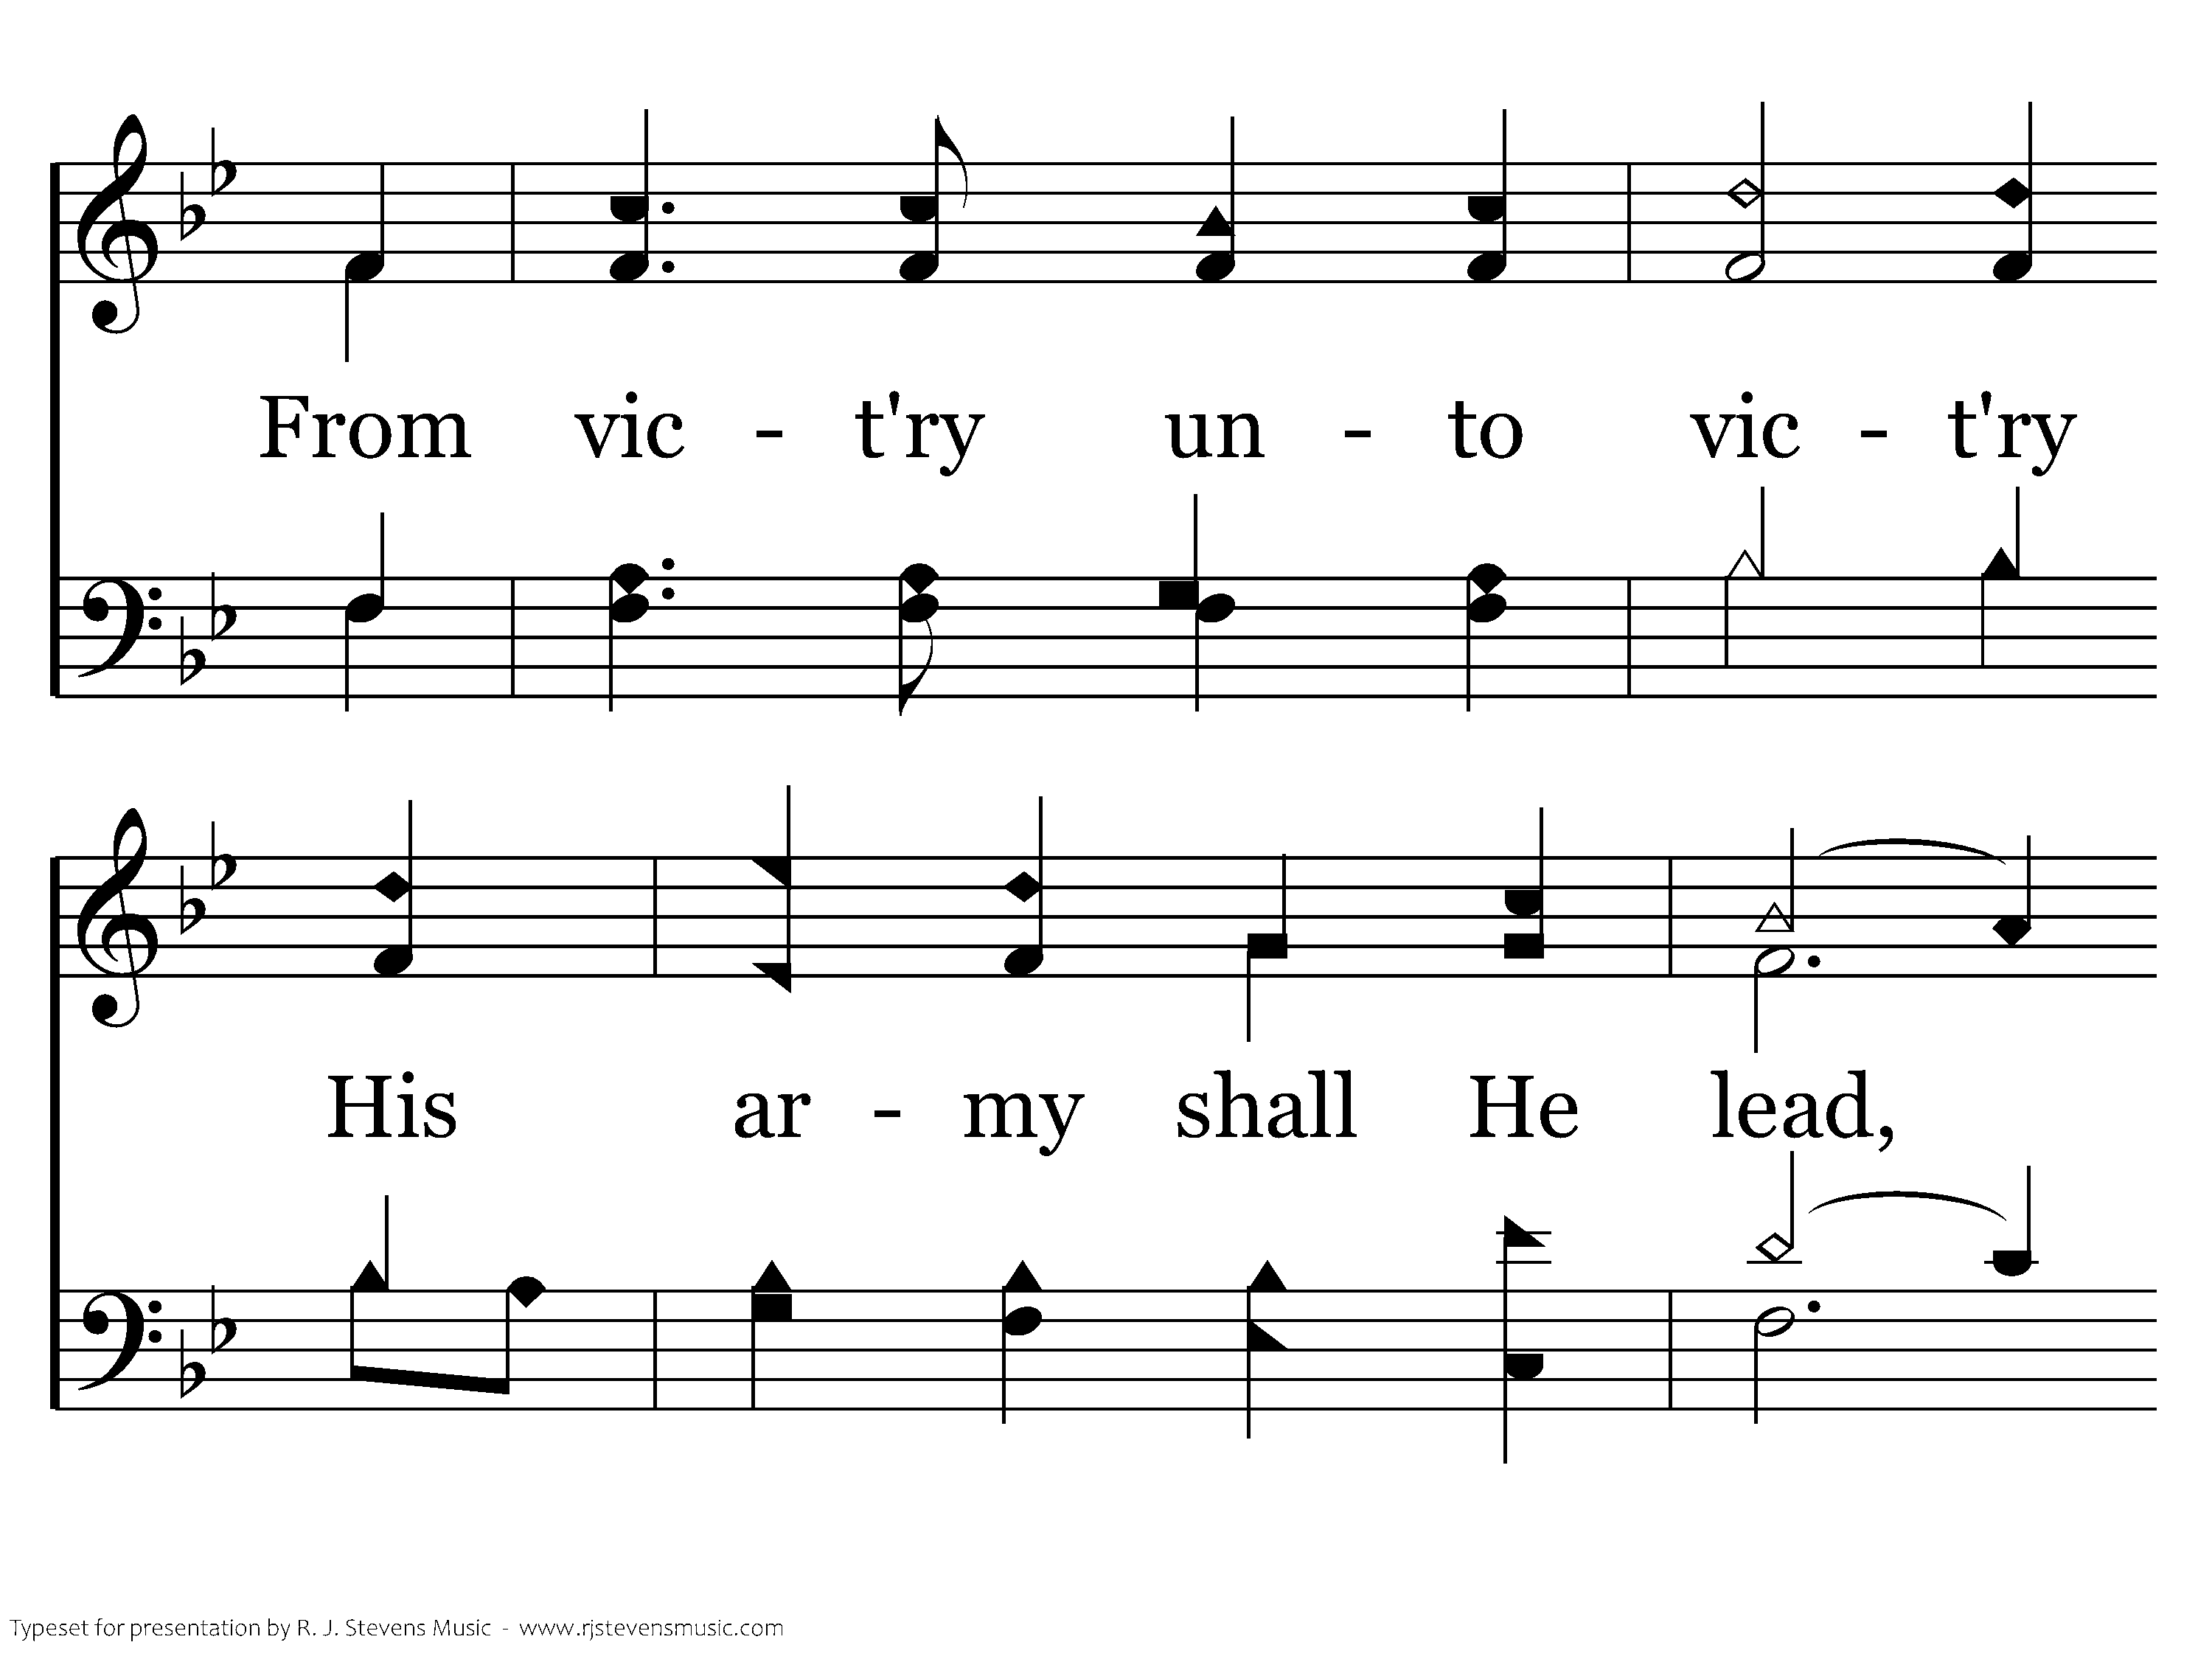 From vic - t'ry un - to vic - t'ry
His ar - my shall He lead,
Typeset for presentation by R. J. Stevens Music - www.rjstevensmusic.com